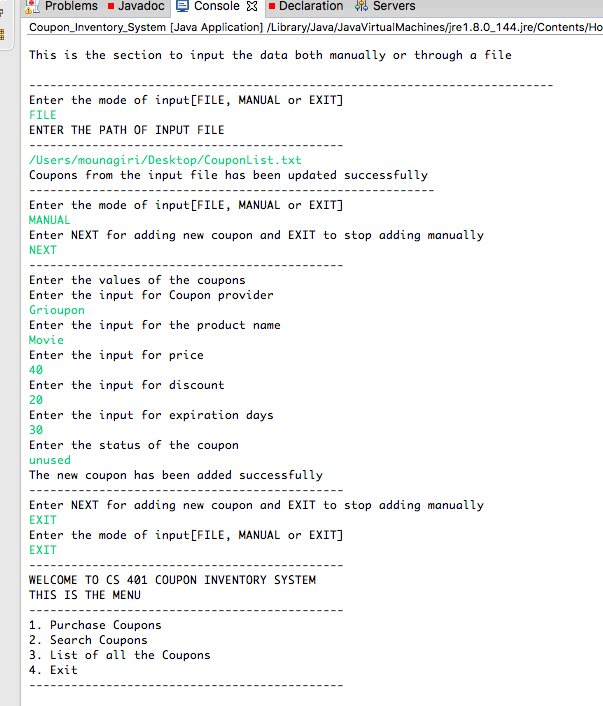 Problems Javadoc Console Declaration Servers
Coupon_Inventory_System [Java Application] /Library/Java/JavaVirtualMachines/jre1.8.0_144.jre/Contents/Ho
This is the section to input the data both manually or through a file
---------------------------------------------------------------------------
Enter the mode of input[FILE, MANUAL or EXIT]
FILE
ENTER THE PATH OF INPUT FILE
---------------------------------------------
/Users/mounagiri/Desktop/CouponList.txt
Coupons from the input file has been updated successfully
----------------------------------------------------------
Enter the mode of input[FILE, MANUAL or EXIT]
MANUAL
Enter NEXT for adding new coupon and EXIT to stop adding manually
NEXT
---------------------------------------------
Enter the values of the coupons
Enter the input for Coupon provider
Grioupon
Enter the input for the product name
Movie
Enter the input for price
40
Enter the input for discount
20
Enter the input for expiration days
30
Enter the status of the coupon
unused
The new coupon has been added successfully
---------------------------------------------
Enter NEXT for adding new coupon and EXIT to stop adding manually
EXIT
Enter the mode of input[FILE, MANUAL or EXIT]
EXIT
---------------------------------------------
WELCOME TO CS 401 COUPON INVENTORY SYSTEM
THIS IS THE MENU
---------------------------------------------
1. Purchase Coupons
2. Search Coupons
3. List of all the Coupons
4. Exit
---------------------------------------------